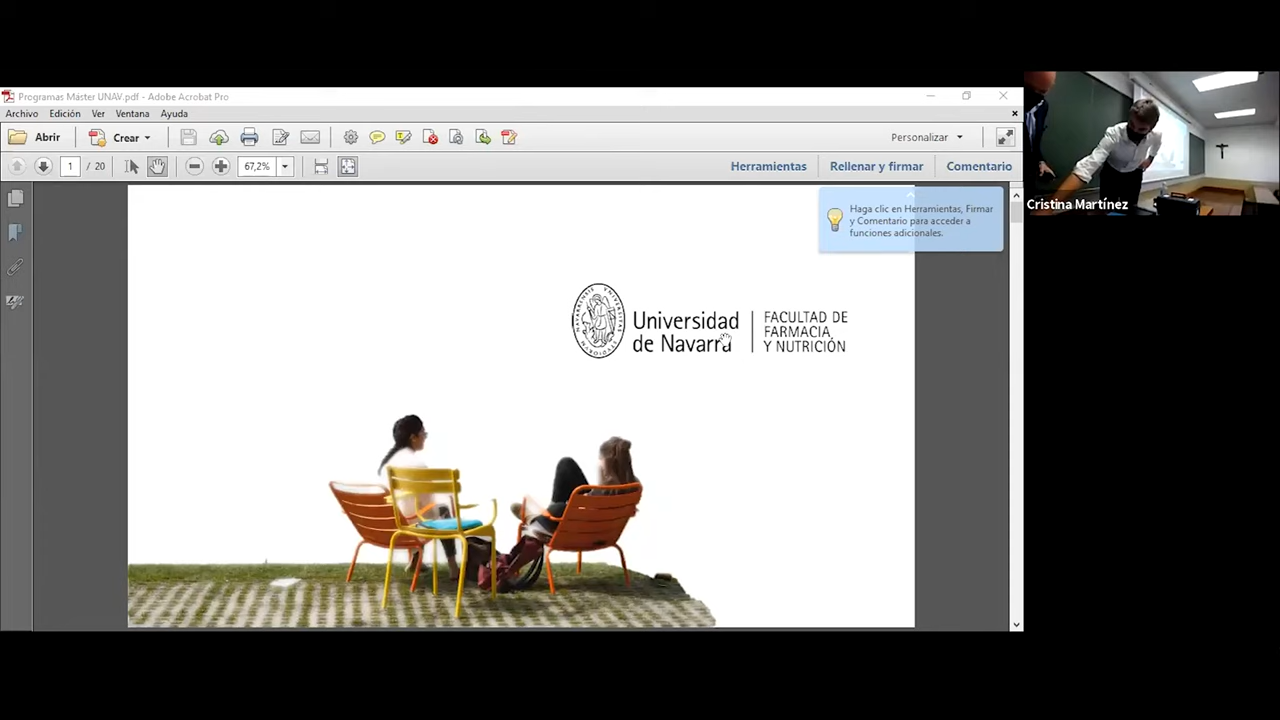 Programas Máster UNAV.pdf - Adobe Acrobat Pro
Archivo Edición Ver Ventana Ayuda
Abrir Crear Personalizar
1 / 20 67,2% Herramientas Rellenar y firmar Comentario
Haga clic en Herramientas, Firmar
y Comentario para acceder a
funciones adicionales.
Cristina Martínez
Universidad
de Navarra
FACULTAD DE
FARMACIA
Y NUTRICIÓN